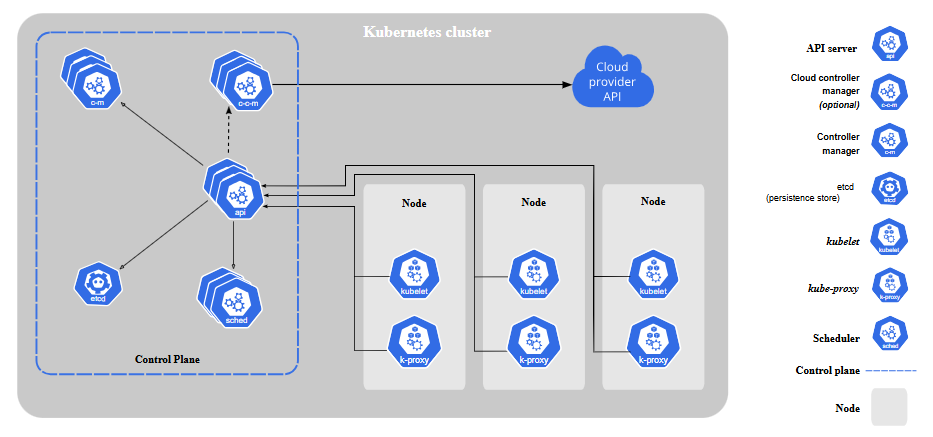 Kubernetes cluster
c-m
c-c-m
Cloud
provider
API
api
etcd
sched
Control Plane
Node
kubelet
k-proxy
Node
kubelet
k-proxy
Node
kubelet
k-proxy
API server
api
Cloud controller
manager
(optional)
c-c-m
Controller
manager
c-m
etcd
(persistence store)
etcd
kubelet
kubelet
kube-proxy
k-proxy
Scheduler
sched
Control plane
Node